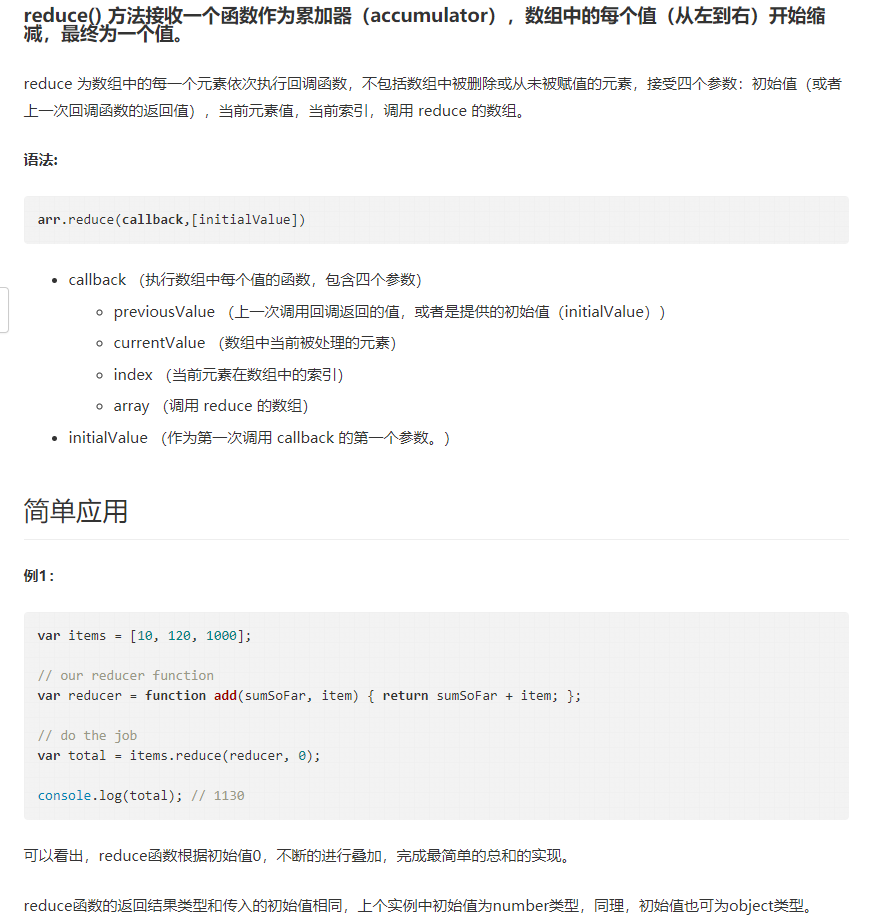 reduce() 方法接收一个函数作为累加器（accumulator），数组中的每个值（从左到右）开始缩
减，最终为一个值。
reduce 为数组中的每一个元素依次执行回调函数，不包括数组中被删除或从未被赋值的元素，接受四个参数：初始值（或者
上一次回调函数的返回值），当前元素值，当前索引，调用 reduce 的数组。
语法:
arr.reduce(callback,[initialValue])
callback （执行数组中每个值的函数，包含四个参数）
previousValue （上一次调用回调返回的值，或者是提供的初始值（initialValue））
currentValue （数组中当前被处理的元素）
index （当前元素在数组中的索引）
array （调用 reduce 的数组）
initialValue （作为第一次调用 callback 的第一个参数。）
简单应用
例1：
var items = [10, 120, 1000];
// our reducer function
var reducer = function add(sumSoFar, item) { return sumSoFar + item; };
// do the job
var total = items.reduce(reducer, 0);
console.log(total); // 1130
可以看出，reduce函数根据初始值0，不断的进行叠加，完成最简单的总和的实现。
reduce函数的返回结果类型和传入的初始值相同，上个实例中初始值为number类型，同理，初始值也可为object类型。